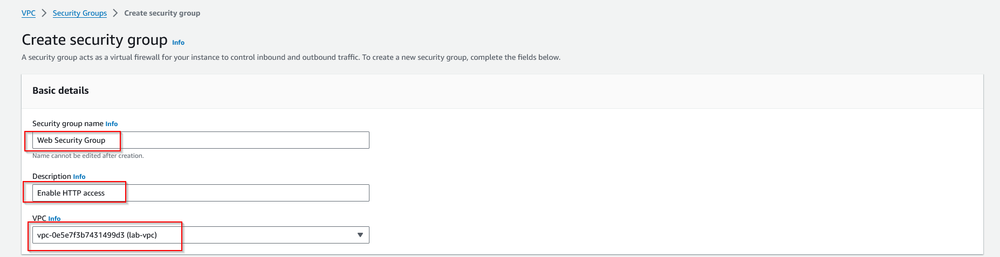 VPC > Security Groups > Create security group
Create security group Info
A security group acts as a virtual firewall for your instance to control inbound and outbound traffic. To create a new security group, complete the fields below.
Basic details
Security group name Info
Web Security Group
Name cannot be edited after creation.
Description Info
Enable HTTP access
VPC Info
vpc-0e5e7f3b7431499d3 (lab-vpc)